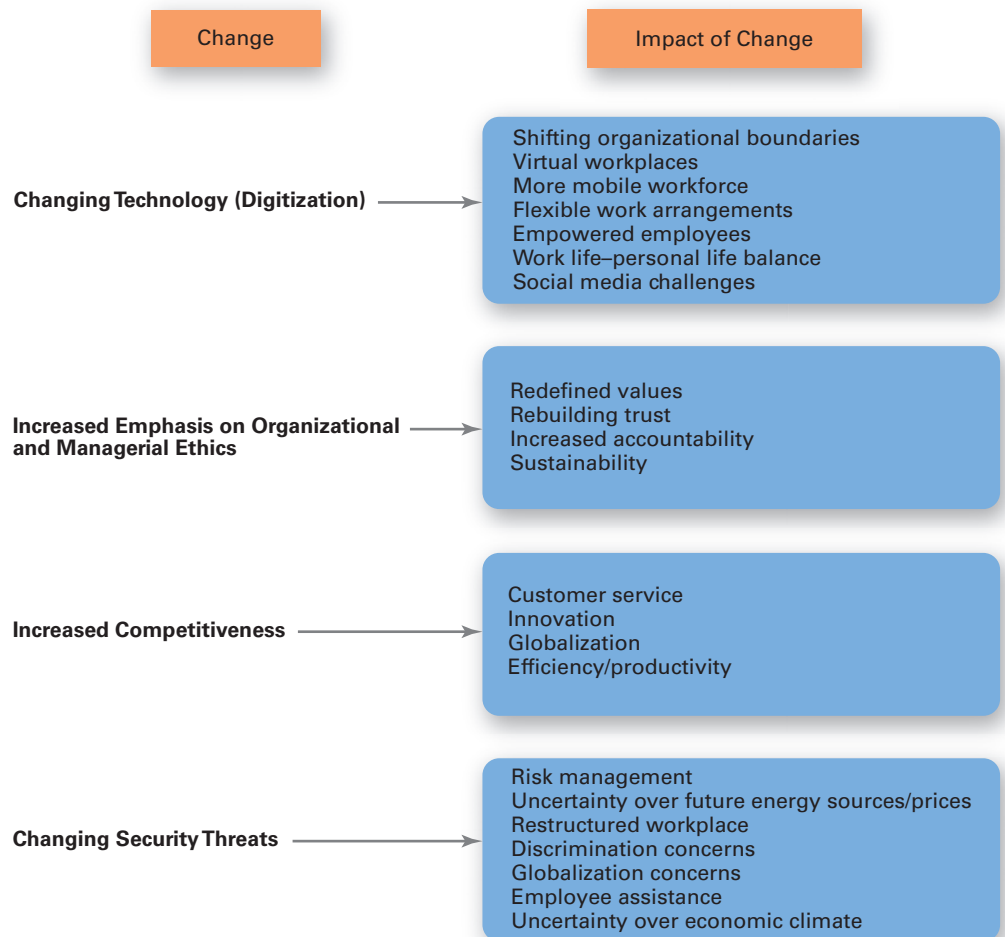 Change
Impact of Change
Changing Technology (Digitization)
Shifting organizational boundaries
Virtual workplaces
More mobile workforce
Flexible work arrangements
Empowered employees
Work life–personal life balance
Social media challenges
Increased Emphasis on Organizational
and Managerial Ethics
Redefined values
Rebuilding trust
Increased accountability
Sustainability
Increased Competitiveness
Customer service
Innovation
Globalization
Efficiency/productivity
Changing Security Threats
Risk management
Uncertainty over future energy sources/prices
Restructured workplace
Discrimination concerns
Globalization concerns
Employee assistance
Uncertainty over economic climate